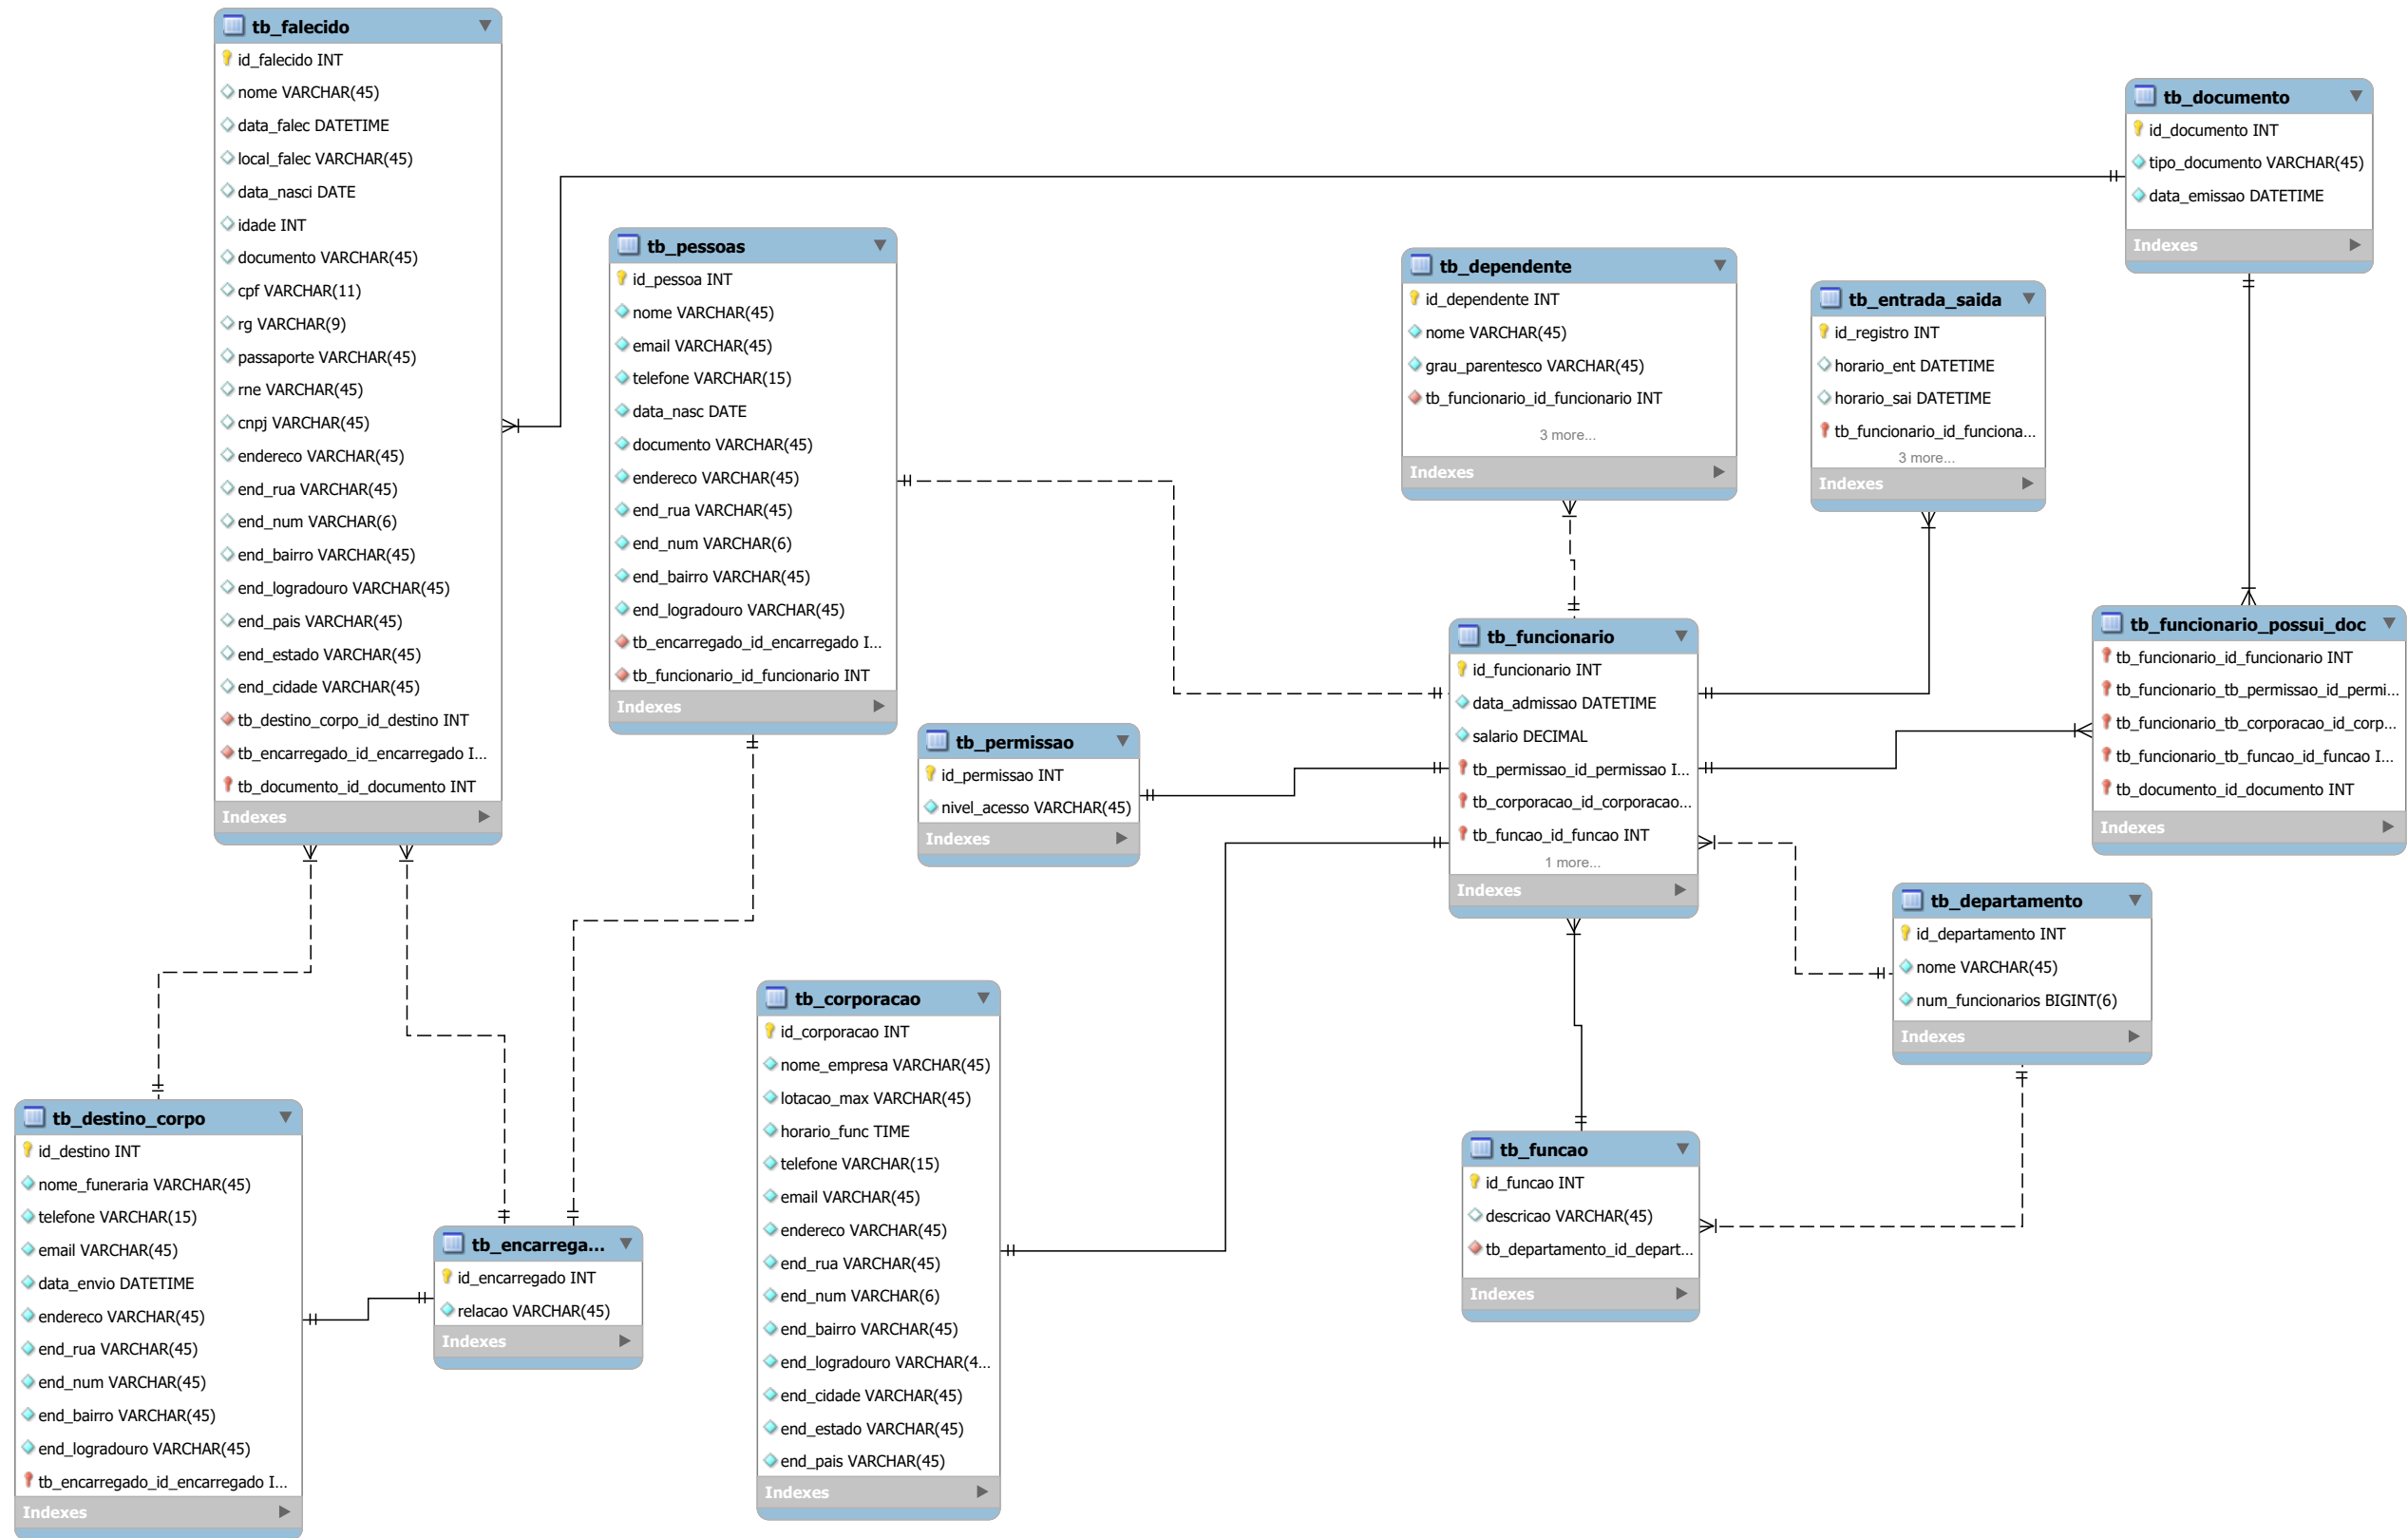 tb_falecido
id_falecido INT
nome VARCHAR(45)
data_falec DATETIME
local_falec VARCHAR(45)
data_nasci DATE
idade INT
documento VARCHAR(45)
cpf VARCHAR(11)
rg VARCHAR(9)
passaporte VARCHAR(45)
rne VARCHAR(45)
cnpj VARCHAR(45)
endereco VARCHAR(45)
end_rua VARCHAR(45)
end_num VARCHAR(6)
end_bairro VARCHAR(45)
end_logradouro VARCHAR(45)
end_pais VARCHAR(45)
end_estado VARCHAR(45)
end_cidade VARCHAR(45)
tb_destino_corpo_id_destino INT
tb_encarregado_id_encarregado I...
tb_documento_id_documento INT
Indexes
tb_documento
id_documento INT
tipo_documento VARCHAR(45)
data_emissao DATETIME
Indexes
tb_pessoas
id_pessoa INT
nome VARCHAR(45)
email VARCHAR(45)
telefone VARCHAR(15)
data_nasc DATE
documento VARCHAR(45)
endereco VARCHAR(45)
end_rua VARCHAR(45)
end_num VARCHAR(6)
end_bairro VARCHAR(45)
end_logradouro VARCHAR(45)
tb_encarregado_id_encarregado I...
tb_funcionario_id_funcionario INT
Indexes
tb_dependente
id_dependente INT
nome VARCHAR(45)
grau_parentesco VARCHAR(45)
tb_funcionario_id_funcionario INT
3 more...
Indexes
tb_entrada_saida
id_registro INT
horario_ent DATETIME
horario_sai DATETIME
tb_funcionario_id_funciona...
3 more...
Indexes
tb_funcionario
id_funcionario INT
data_admissao DATETIME
salario DECIMAL
tb_permissao_id_permissao I...
tb_corporacao_id_corporacao...
tb_funcao_id_funcao INT
1 more...
Indexes
tb_funcionario_possui_doc
tb_funcionario_id_funcionario INT
tb_funcionario_tb_permissao_id_permi...
tb_funcionario_tb_corporacao_id_corp...
tb_funcionario_tb_funcao_id_funcao I...
tb_documento_id_documento INT
Indexes
tb_permissao
id_permissao INT
nivel_acesso VARCHAR(45)
Indexes
tb_departamento
id_departamento INT
nome VARCHAR(45)
num_funcionarios BIGINT(6)
Indexes
tb_corporacao
id_corporacao INT
nome_empresa VARCHAR(45)
lotacao_max VARCHAR(45)
horario_func TIME
telefone VARCHAR(15)
email VARCHAR(45)
endereco VARCHAR(45)
end_rua VARCHAR(45)
end_num VARCHAR(6)
end_bairro VARCHAR(45)
end_logradouro VARCHAR(4...
end_cidade VARCHAR(45)
end_estado VARCHAR(45)
end_pais VARCHAR(45)
Indexes
tb_destino_corpo
id_destino INT
nome_funeraria VARCHAR(45)
telefone VARCHAR(15)
email VARCHAR(45)
data_envio DATETIME
endereco VARCHAR(45)
end_rua VARCHAR(45)
end_num VARCHAR(45)
end_bairro VARCHAR(45)
end_logradouro VARCHAR(45)
tb_encarregado_id_encarregado I...
Indexes
tb_encarrega...
id_encarregado INT
relacao VARCHAR(45)
Indexes
tb_funcao
id_funcao INT
descricao VARCHAR(45)
tb_departamento_id_depart...
Indexes